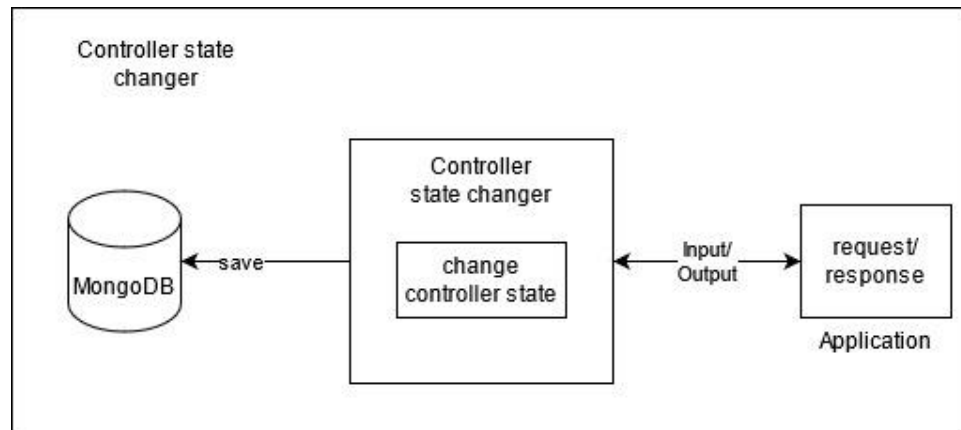 Controller state
changer
MongoDB
save
Controller
state changer
change
controller state
Input/
Output
request/
response
Application